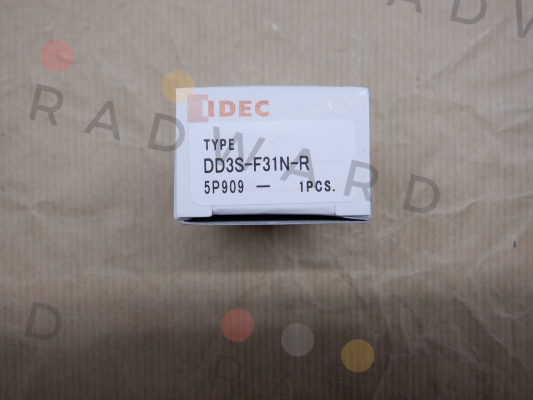 IDEC
TYPE
DD3S-F31N-R
5P909 — 1PCS.
RADWARD
RADWARD
D